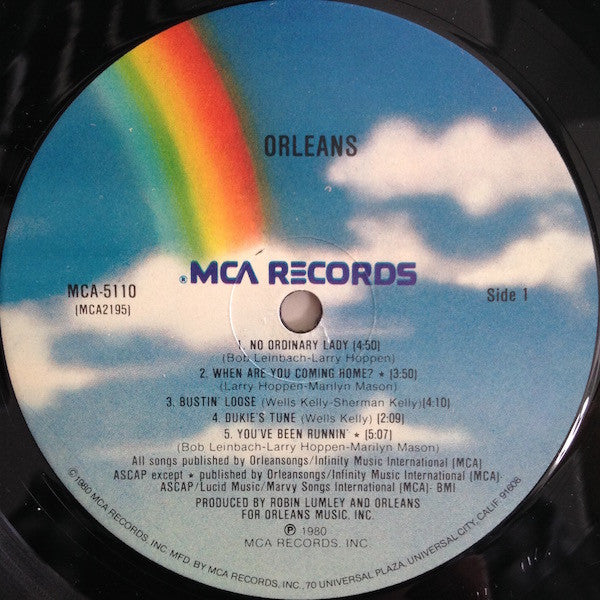 ORLEANS
® MCA RECORDS
MCA-5110
(MCA2195)
Side 1
1. NO ORDINARY LADY (4:50)
(Bob Leinbach-Larry Hoppen)
2. WHEN ARE YOU COMING HOME? * (3:50)
(Larry Hoppen-Marilyn Mason)
3. BUSTIN' LOOSE (Wells Kelly-Sherman Kelly)(4:10)
4. DUKIE'S TUNE (Wells Kelly) (2:09)
5. YOU'VE BEEN RUNNIN' * (5:07)
(Bob Leinbach-Larry Hoppen-Marilyn Mason)
All songs published by Orleansongs/Infinity Music International (MCA)
ASCAP except * published by Orleansongs/Infinity Music International (MCA)-
ASCAP/Lucid Music/Marvy Songs International (MCA)- BMI
PRODUCED BY ROBIN LUMLEY AND ORLEANS
FOR ORLEANS MUSIC, INC.
℗ 1980
MCA RECORDS, INC.
©1980 MCA RECORDS, INC. MFD. BY MCA RECORDS, INC., 70 UNIVERSAL PLAZA, UNIVERSAL CITY, CALIF. 91608